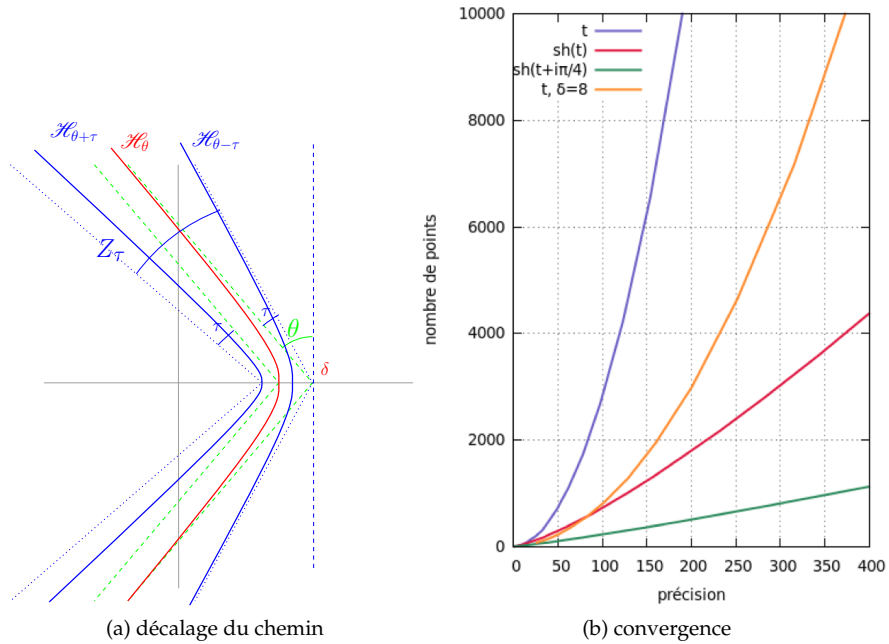 ℋθ+τ
ℋθ
ℋθ−τ
Zτ
τ
τ
θ
δ
(a) décalage du chemin
nombre de points
10000
8000
6000
4000
2000
0
t
sh(t)
sh(t+iπ/4)
t, δ=8
0 50 100 150 200 250 300 350 400
précision
(b) convergence